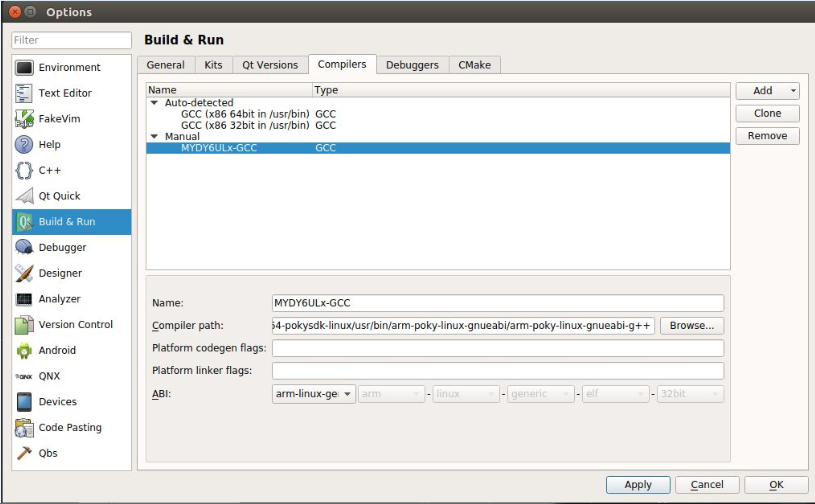 Options
Filter
Build & Run
Environment
Text Editor
FakeVim
Help
C++
Qt Quick
Build & Run
Debugger
Designer
Analyzer
Version Control
Android
QNX
Devices
Code Pasting
Qbs
General Kits Qt Versions Compilers Debuggers CMake
Name Type
Auto-detected
GCC (x86 64bit in /usr/bin) GCC
GCC (x86 32bit in /usr/bin) GCC
Manual
MYDY6ULx-GCC GCC
Add
Clone
Remove
Name: MYDY6ULx-GCC
Compiler path: 64-pokysdk-linux/usr/bin/arm-poky-linux-gnueabi/arm-poky-linux-gnueabi-g++ Browse...
Platform codegen flags:
Platform linker flags:
ABI: arm-linux-ge arm - linux - generic - elf - 32bit
Apply Cancel OK